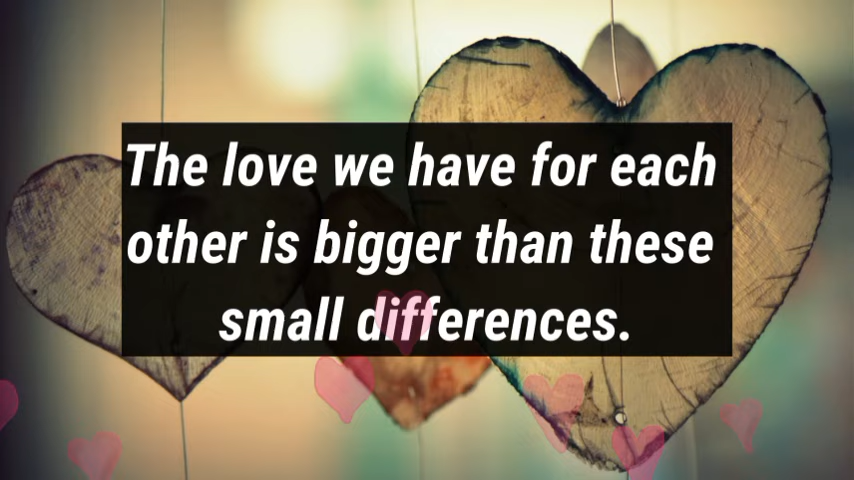 The love we have for each
other is bigger than these
small differences.